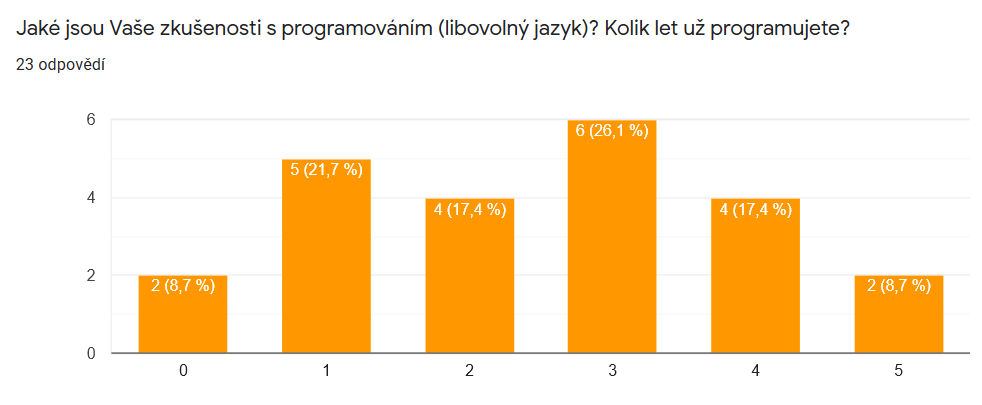 Jaké jsou Vaše zkušenosti s programováním (libovolný jazyk)? Kolik let už programujete?
23 odpovědí
6
4
2
0
2 (8,7 %)
5 (21,7 %)
4 (17,4 %)
6 (26,1 %)
4 (17,4 %)
2 (8,7 %)
0 1 2 3 4 5